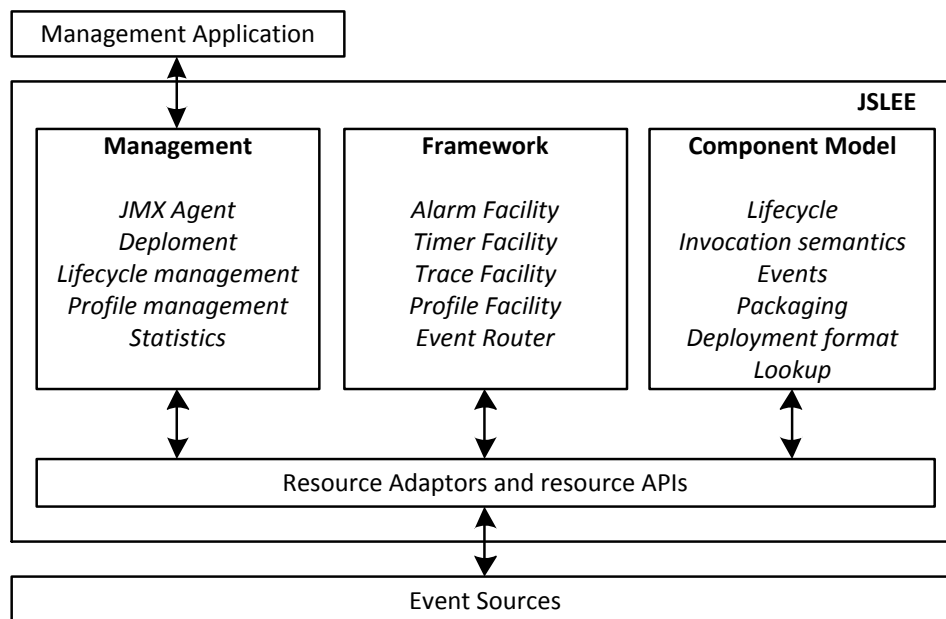 Management Application
JSLEE
Management
JMX Agent
Deploment
Lifecycle management
Profile management
Statistics
Framework
Alarm Facility
Timer Facility
Trace Facility
Profile Facility
Event Router
Component Model
Lifecycle
Invocation semantics
Events
Packaging
Deployment format
Lookup
Resource Adaptors and resource APIs
Event Sources